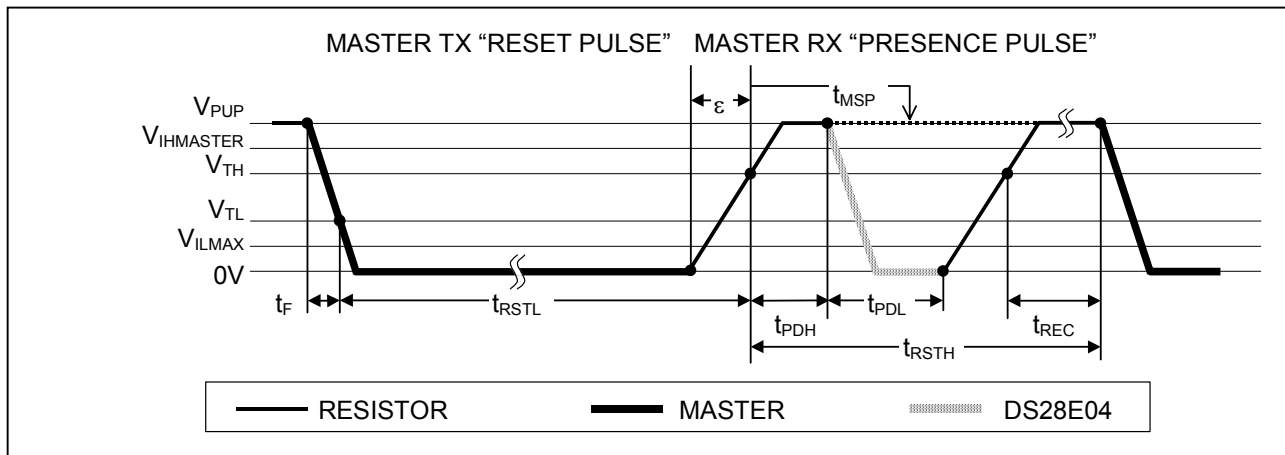 MASTER TX “RESET PULSE” MASTER RX “PRESENCE PULSE”
ε tMSP
VPUP
VIHMASTER
VTH
VTL
VILMAX
0V
tF tRSTL tPDH tPDL tREC
tRSTH
RESISTOR MASTER DS28E04